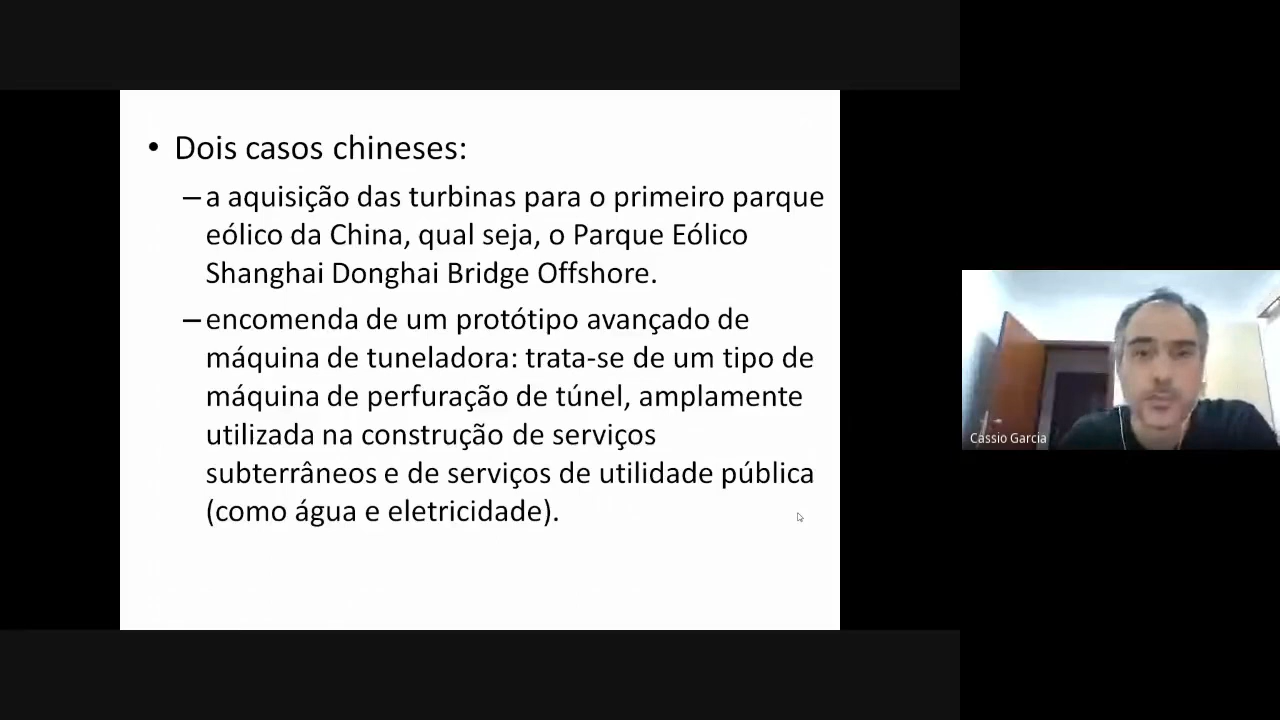 • Dois casos chineses:
– a aquisição das turbinas para o primeiro parque
eólico da China, qual seja, o Parque Eólico
Shanghai Donghai Bridge Offshore.
– encomenda de um protótipo avançado de
máquina de tuneladora: trata-se de um tipo de
máquina de perfuração de túnel, amplamente
utilizada na construção de serviços
subterrâneos e de serviços de utilidade pública
(como água e eletricidade).
Cassio Garcia